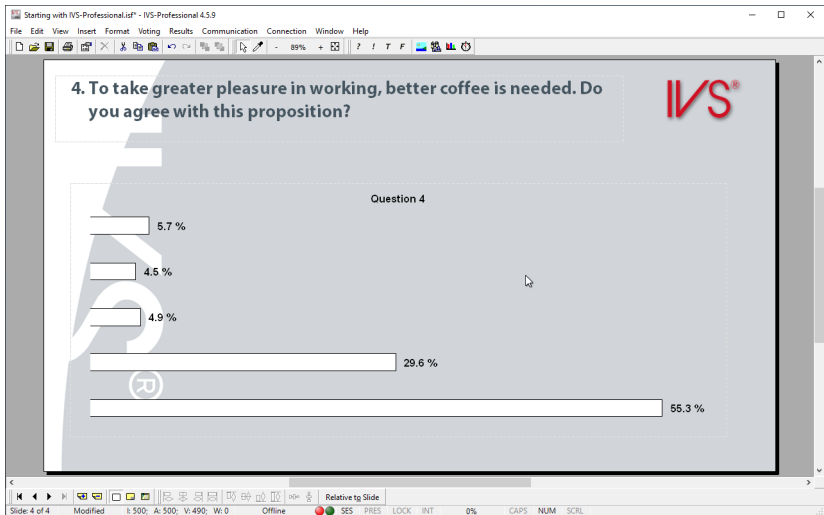 Starting with IVS-Professional.isf* - IVS-Professional 4.5.9
File Edit View Insert Format Voting Results Communication Connection Window Help
- 89% + ? ! T F
4. To take greater pleasure in working, better coffee is needed. Do
you agree with this proposition?
IVS®
Question 4
5.7 %
4.5 %
4.9 %
29.6 %
55.3 %
IVS®
Relative to Slide
Slide: 4 of 4 Modified I: 500; A: 500; V: 490; W: 0 Offline SES PRES LOCK INT 0% CAPS NUM SCRL